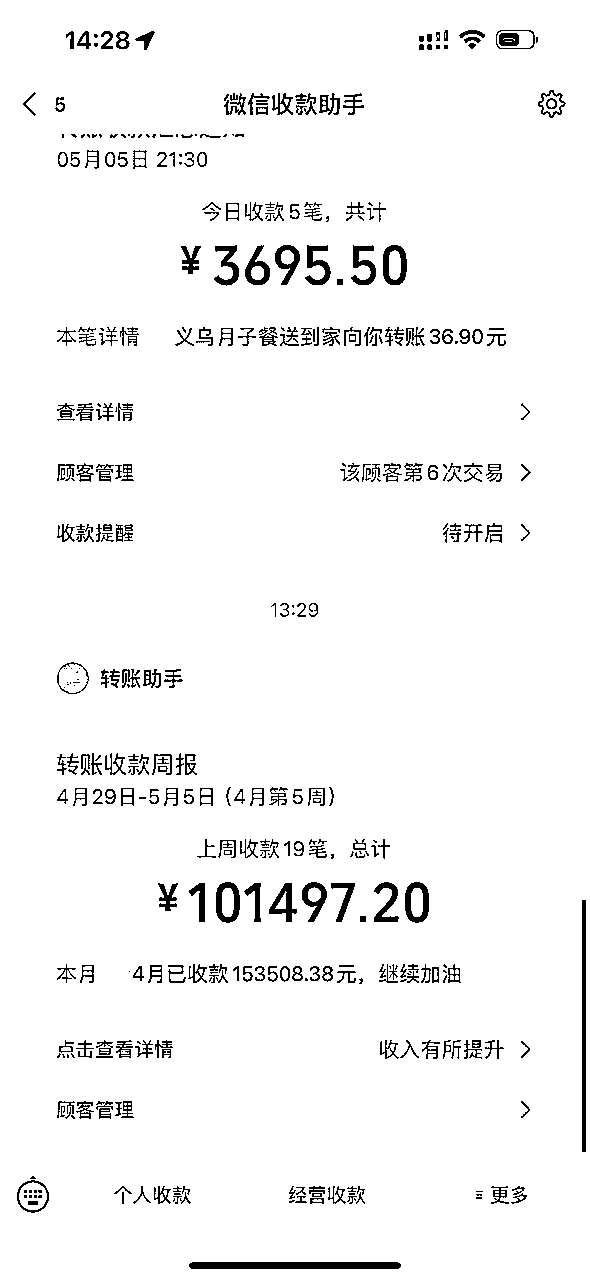 14:28
5 微信收款助手
05月05日 21:30
今日收款5笔，共计
¥3695.50
本笔详情 义乌月子餐送到家向你转账36.90元
查看详情
顾客管理 该顾客第6次交易
收款提醒 待开启
13:29
转账助手
转账收款周报
4月29日-5月5日（4月第5周）
上周收款19笔，总计
¥101497.20
本月 4月已收款153508.38元，继续加油
点击查看详情 收入有所提升
顾客管理
个人收款 经营收款 更多